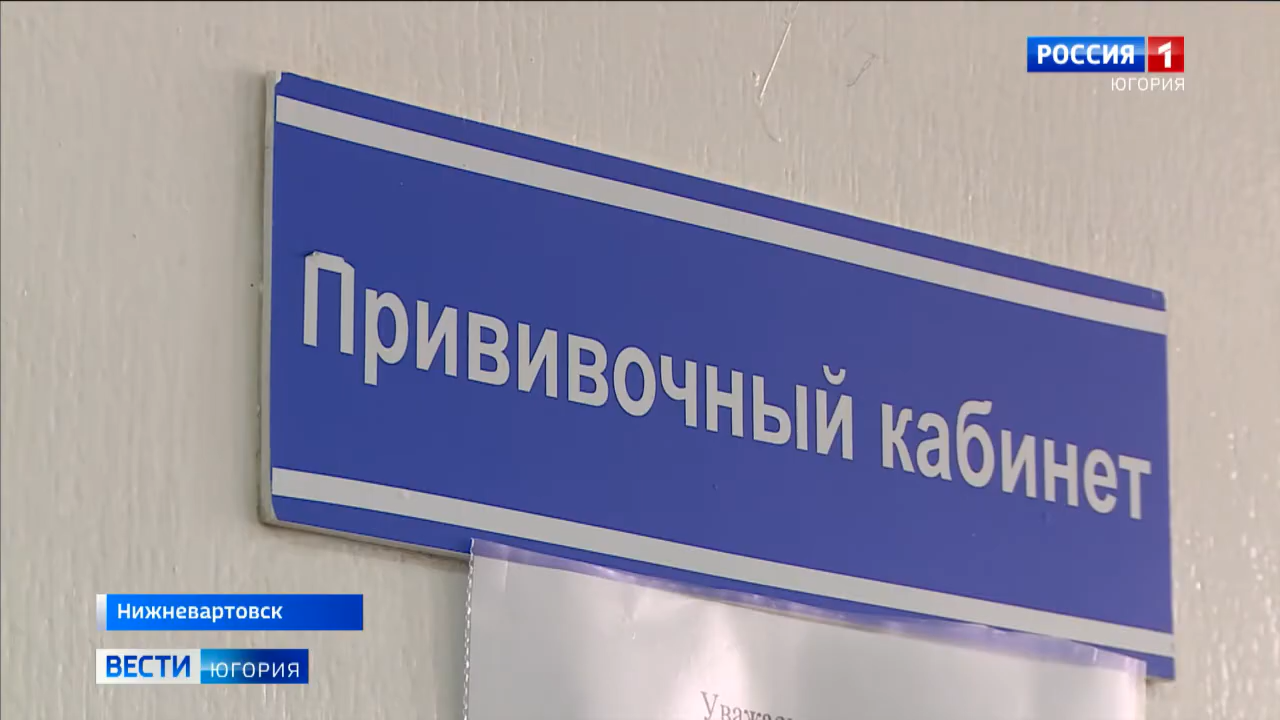 РОССИЯ 1
ЮГОРИЯ
Прививочный кабинет
Нижневартовск
ВЕСТИ ЮГОРИЯ